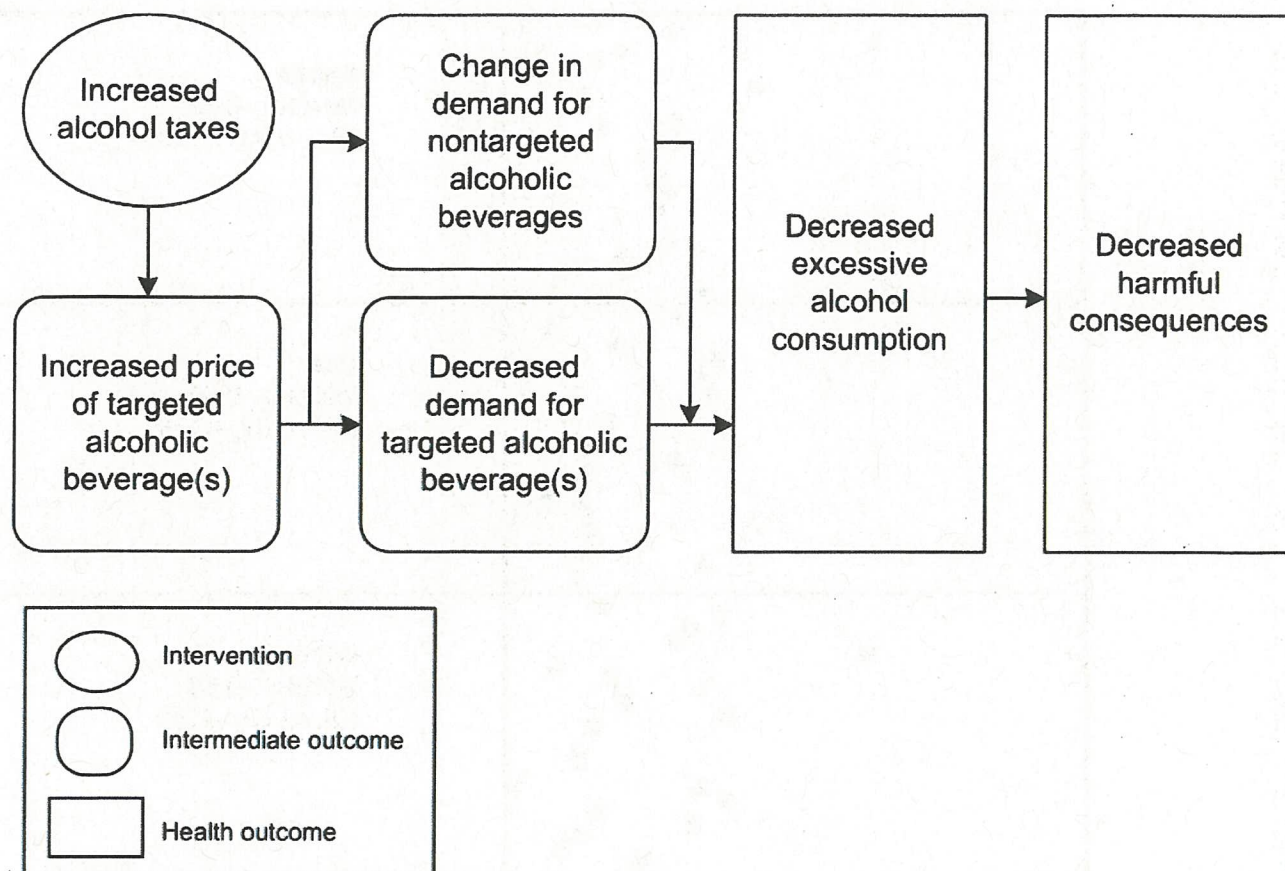 Increased
alcohol taxes
Increased price
of targeted
alcoholic
beverage(s)
Change in
demand for
nontargeted
alcoholic
beverages
Decreased
demand for
targeted alcoholic
beverage(s)
Decreased
excessive
alcohol
consumption
Decreased
harmful
consequences
Intervention
Intermediate outcome
Health outcome